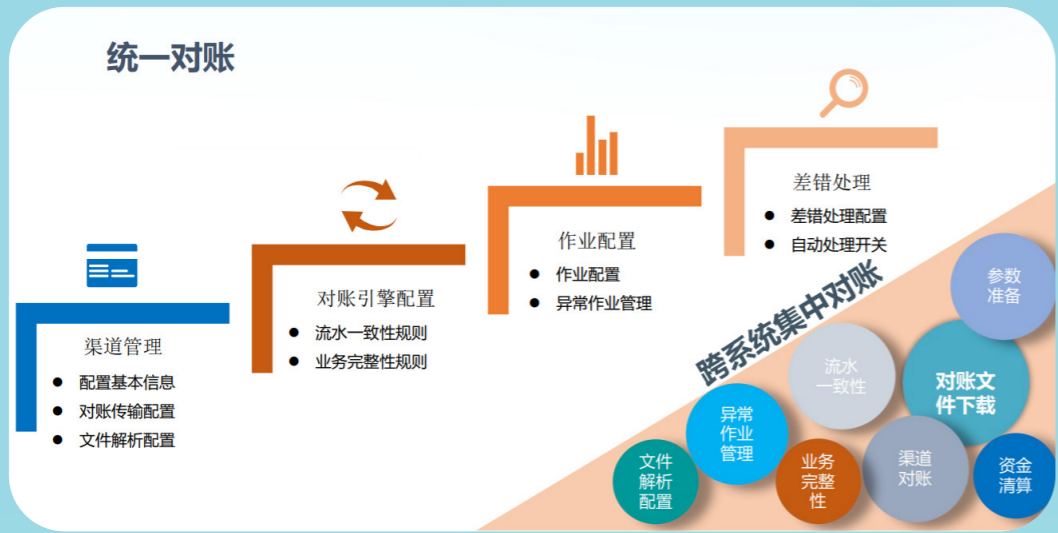 统一对账
渠道管理
配置基本信息
对账传输配置
文件解析配置
对账引擎配置
流水一致性规则
业务完整性规则
作业配置
作业配置
异常作业管理
差错处理
差错处理配置
自动处理开关
跨系统集中对账
参数
准备
流水
一致性
对账文
件下载
异常
作业
管理
文件
解析
配置
业务
完整
性
渠道
对账
资金
清算